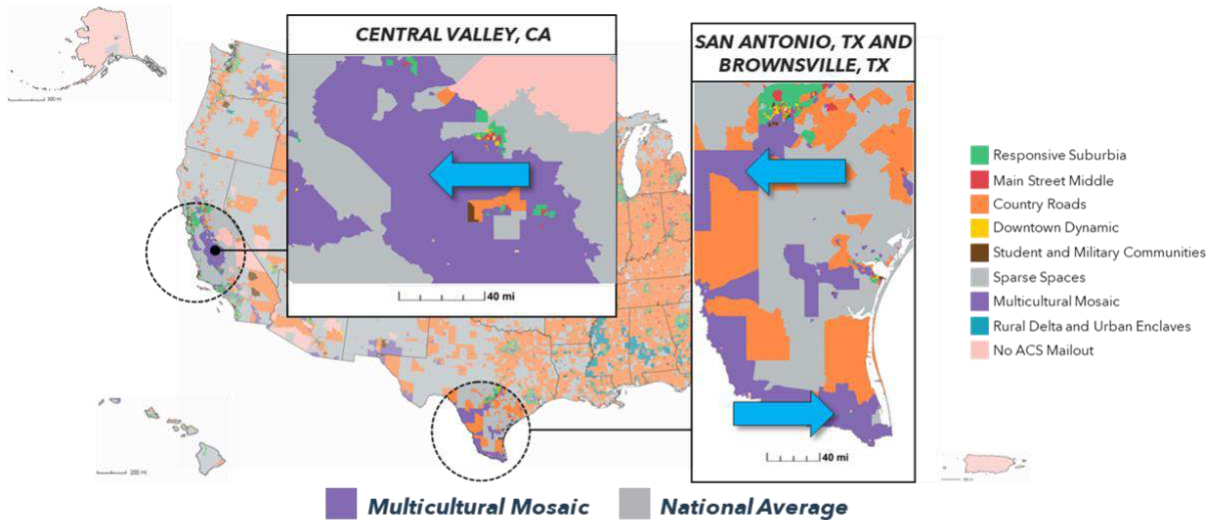 CENTRAL VALLEY, CA
SAN ANTONIO, TX AND
BROWNSVILLE, TX
Responsive Suburbia
Main Street Middle
Country Roads
Downtown Dynamic
Student and Military Communities
Sparse Spaces
Multicultural Mosaic
Rural Delta and Urban Enclaves
No ACS Mailout
40 mi
40 mi
Multicultural Mosaic
National Average